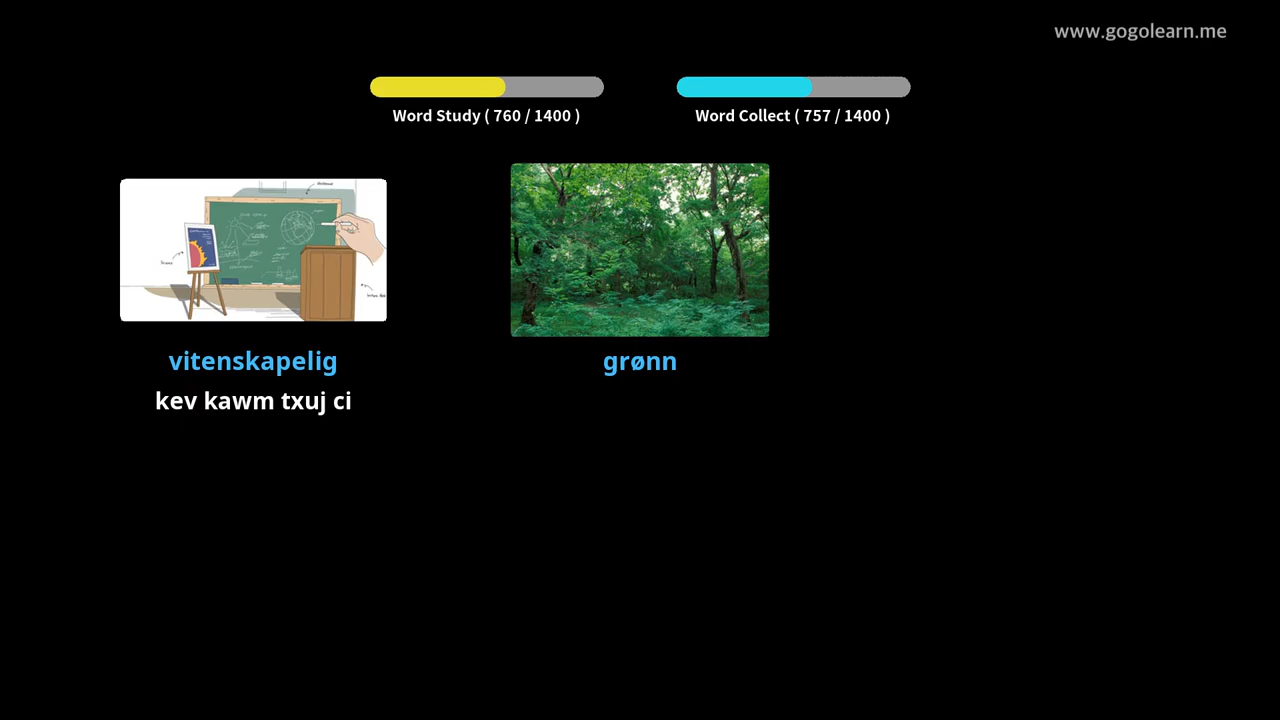 www.gogolearn.me
Word Study ( 760 / 1400 )
Word Collect ( 757 / 1400 )
vitenskapelig
grønn
kev kawm txuj ci